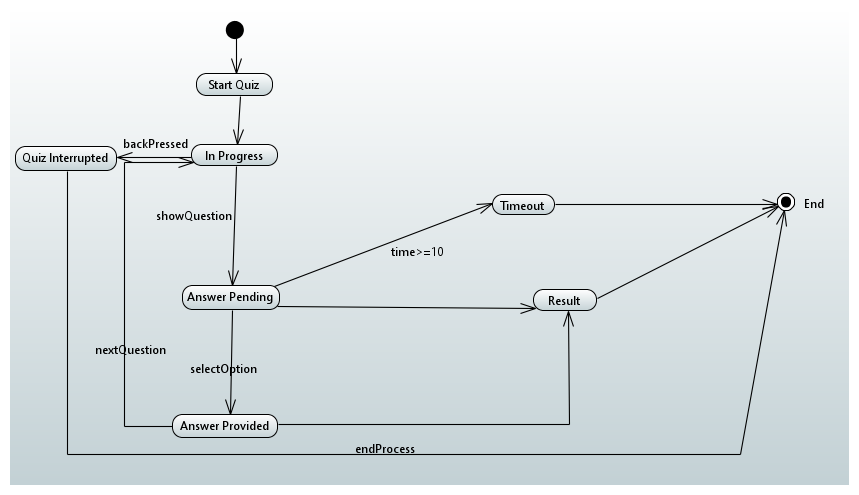 Start Quiz
backPressed
Quiz Interrupted
In Progress
Timeout
End
showQuestion
time>=10
Answer Pending
Result
nextQuestion
selectOption
Answer Provided
endProcess